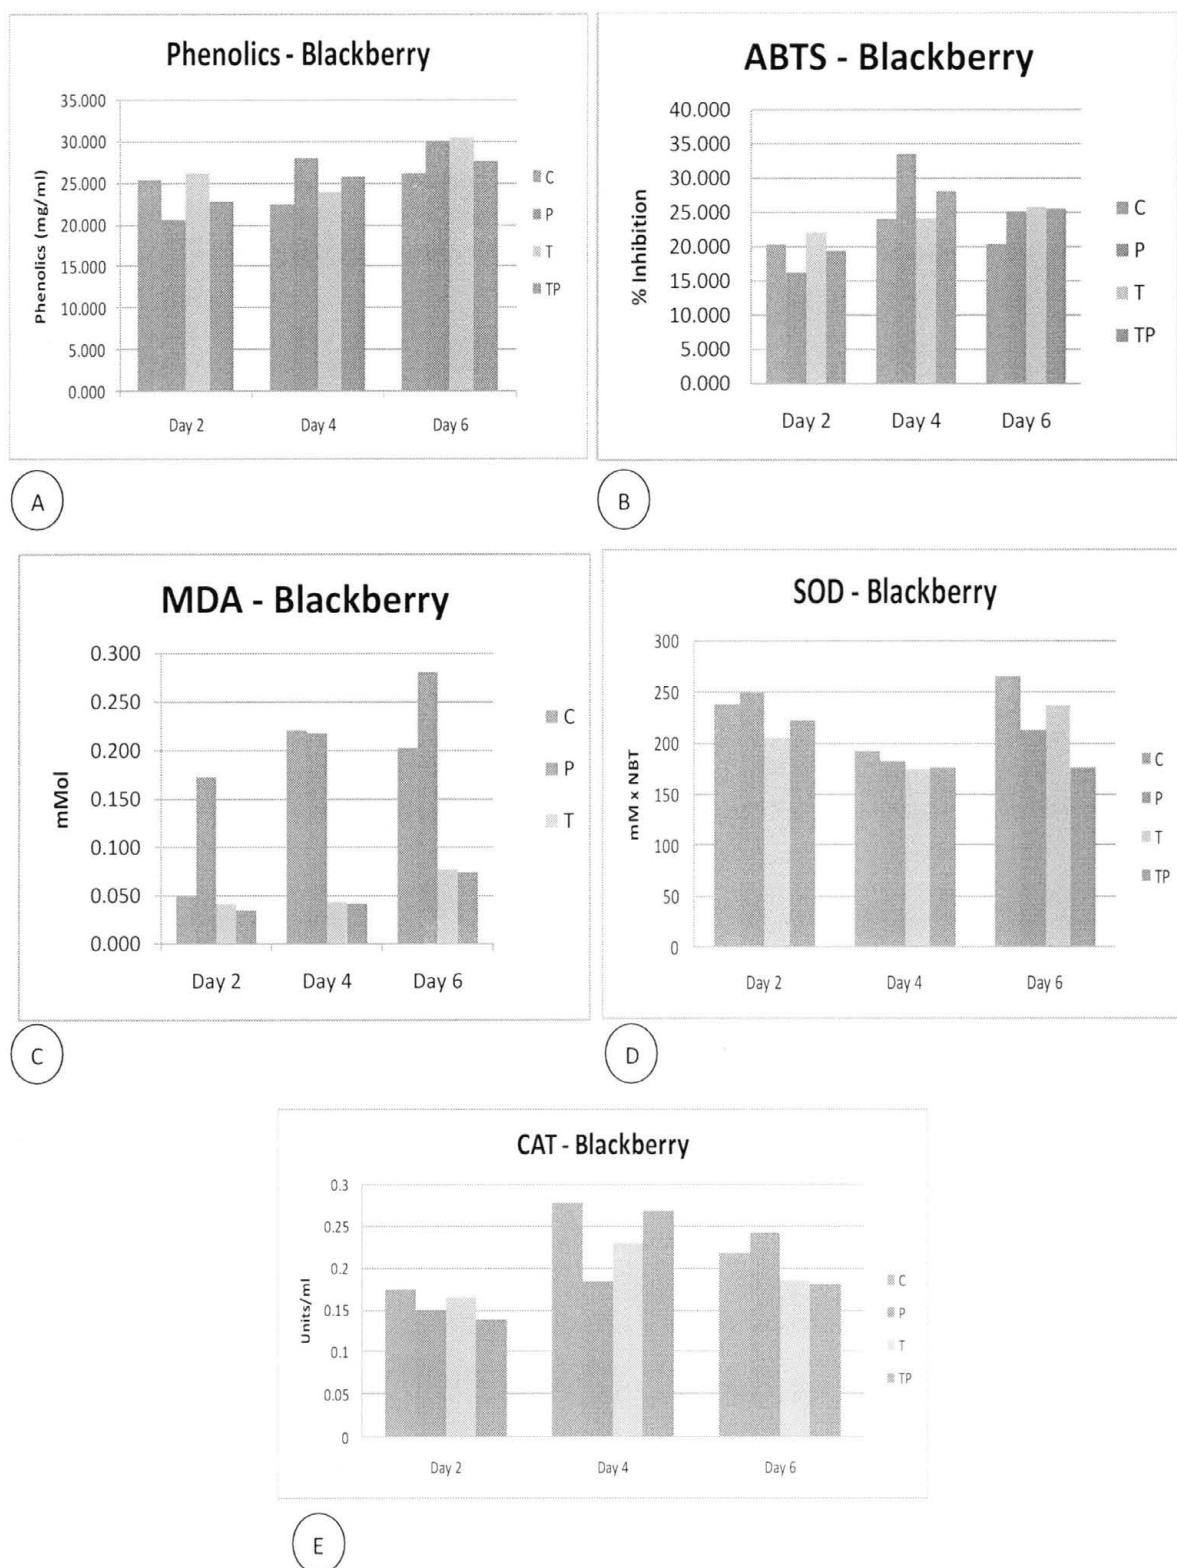 Phenolics - Blackberry
Phenolics (mg/ml)
35.000
30.000
25.000
20.000
15.000
10.000
5.000
0.000
Day 2
Day 4
Day 6
C
P
T
TP
A
ABTS - Blackberry
% Inhibition
40.000
35.000
30.000
25.000
20.000
15.000
10.000
5.000
0.000
Day 2
Day 4
Day 6
C
P
T
TP
B
MDA - Blackberry
mMol
0.300
0.250
0.200
0.150
0.100
0.050
0.000
Day 2
Day 4
Day 6
C
P
T
C
SOD - Blackberry
mM x NBT
300
250
200
150
100
50
0
Day 2
Day 4
Day 6
C
P
T
TP
D
CAT - Blackberry
Units/ml
0.3
0.25
0.2
0.15
0.1
0.05
0
Day 2
Day 4
Day 6
C
P
T
TP
E